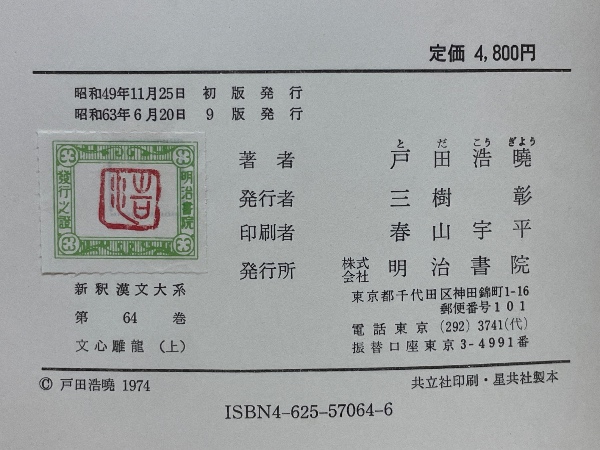 定価 4,800円
昭和49年11月25日 初版発行
昭和63年6月20日 9版発行
明治書院
發行之證
著者 戸田浩曉
と だ こう ぎよう
発行者 三樹 彰
印刷者 春山宇平
発行所 株式会社 明治書院
東京都千代田区神田錦町1-16
郵便番号101
電話東京 (292) 3741(代)
振替口座東京3-4991番
新釈漢文大系
第 64 巻
文心雕龍(上)
© 戸田浩曉 1974
共立社印刷・星共社製本
ISBN4-625-57064-6